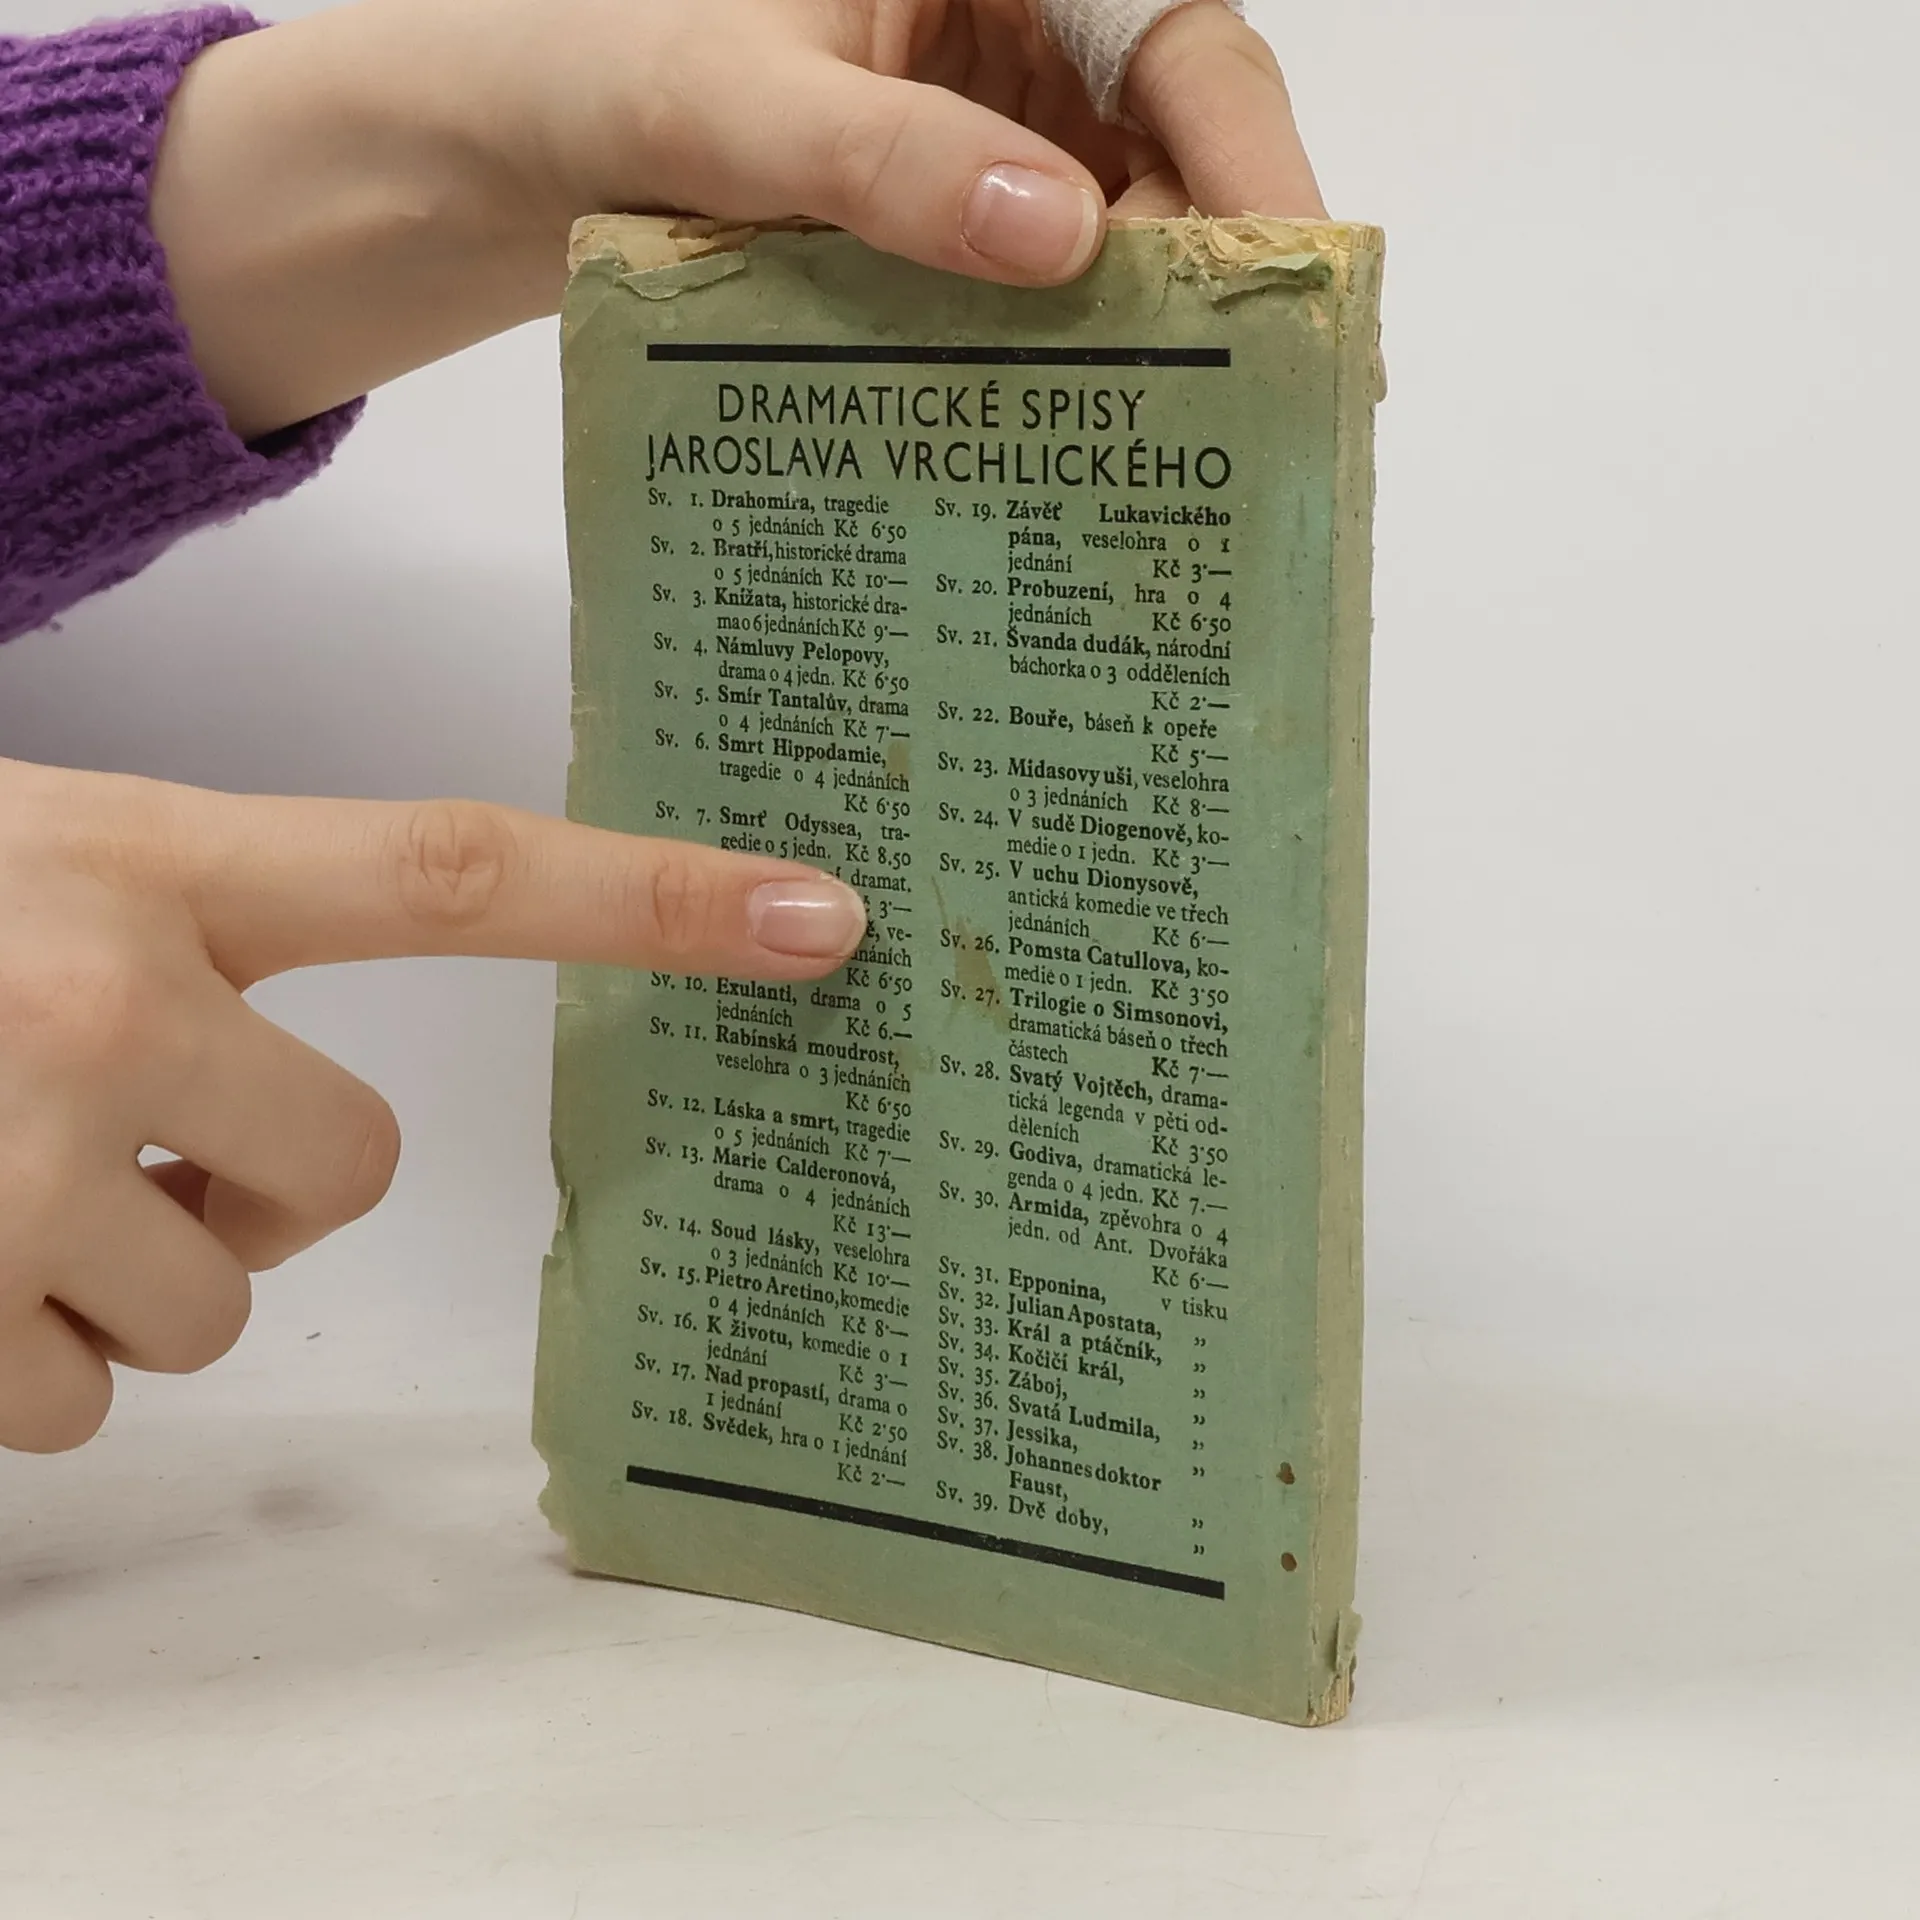 DRAMATICKÉ SPISY
JAROSLAVA VRCHLICKÉHO
Sv. 1. Drahomíra, tragedie
o 5 jednáních Kč 6·50
Sv. 2. Bratří, historické drama
o 5 jednáních Kč 10·—
Sv. 3. Knížata, historické dra-
ma o 6 jednáních Kč 9·—
Sv. 4. Námluvy Pelopovy,
drama o 4 jedn. Kč 6·50
Sv. 5. Smír Tantalův, drama
o 4 jednáních Kč 7·—
Sv. 6. Smrt Hippodamie,
tragedie o 4 jednáních
Kč 6·50
Sv. 7. Smrť Odyssea, tra-
gedie o 5 jedn. Kč 8.50
dramat.
3·—
ve-
Kč 6·50
Sv. 10. Exulanti, drama o 5
jednáních Kč 6.—
Sv. 11. Rabínská moudrost,
veselohra o 3 jednáních
Kč 6·50
Sv. 12. Láska a smrt, tragedie
o 5 jednáních Kč 7·—
Sv. 13. Marie Calderonová,
drama o 4 jednáních
Kč 13·—
Sv. 14. Soud lásky, veselohra
o 3 jednáních Kč 10·—
Sv. 15. Pietro Aretino, komedie
o 4 jednáních Kč 8·—
Sv. 16. K životu, komedie o 1
jednání Kč 3·—
Sv. 17. Nad propastí, drama o
1 jednání Kč 2·50
Sv. 18. Svědek, hra o 1 jednání
Kč 2·—
Sv. 19. Závěť Lukavického
pána, veselohra o 1
jednání Kč 3·—
Sv. 20. Probuzení, hra o 4
jednáních Kč 6·50
Sv. 21. Švanda dudák, národní
báchorka o 3 odděleních
Kč 2·—
Sv. 22. Bouře, báseň k opeře
Kč 5·—
Sv. 23. Midasovy uši, veselohra
o 3 jednáních Kč 8·—
Sv. 24. V sudě Diogenově, ko-
medie o 1 jedn. Kč 3·—
Sv. 25. V uchu Dionysově,
antická komedie ve třech
jednáních Kč 6·—
Sv. 26. Pomsta Catullova, ko-
medie o 1 jedn. Kč 3·50
Sv. 27. Trilogie o Simsonovi,
dramatická báseň o třech
částech Kč 7·—
Sv. 28. Svatý Vojtěch, drama-
tická legenda v pěti od-
děleních Kč 3·50
Sv. 29. Godiva, dramatická le-
genda o 4 jedn. Kč 7.—
Sv. 30. Armida, zpěvohra o 4
jedn. od Ant. Dvořáka
Kč 6·—
Sv. 31. Epponina, v tisku
Sv. 32. Julian Apostata, „
Sv. 33. Král a ptáčník, „
Sv. 34. Kočičí král, „
Sv. 35. Záboj, „
Sv. 36. Svatá Ludmila, „
Sv. 37. Jessika, „
Sv. 38. Johannes doktor
Faust, „
Sv. 39. Dvě doby, „